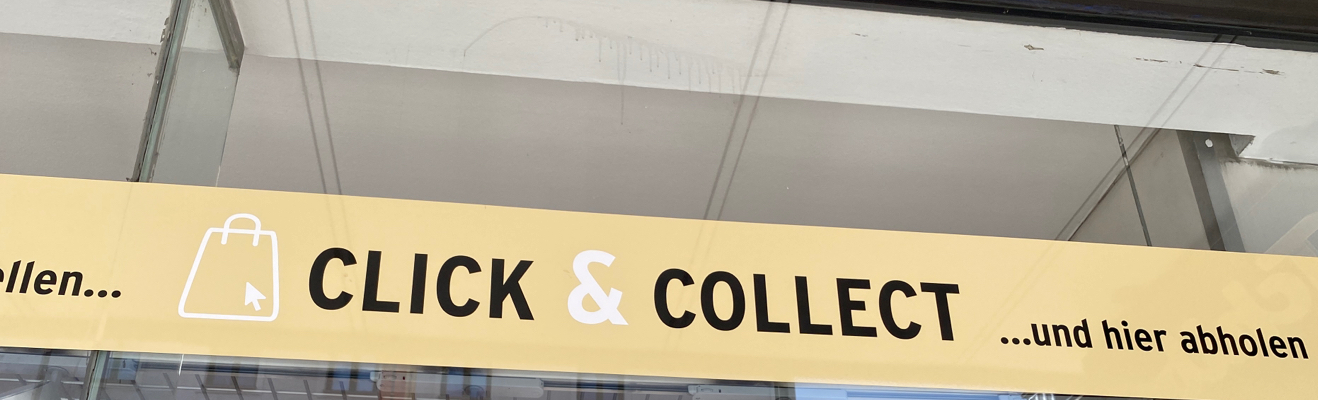 ellen... CLICK & COLLECT ...und hier abholen